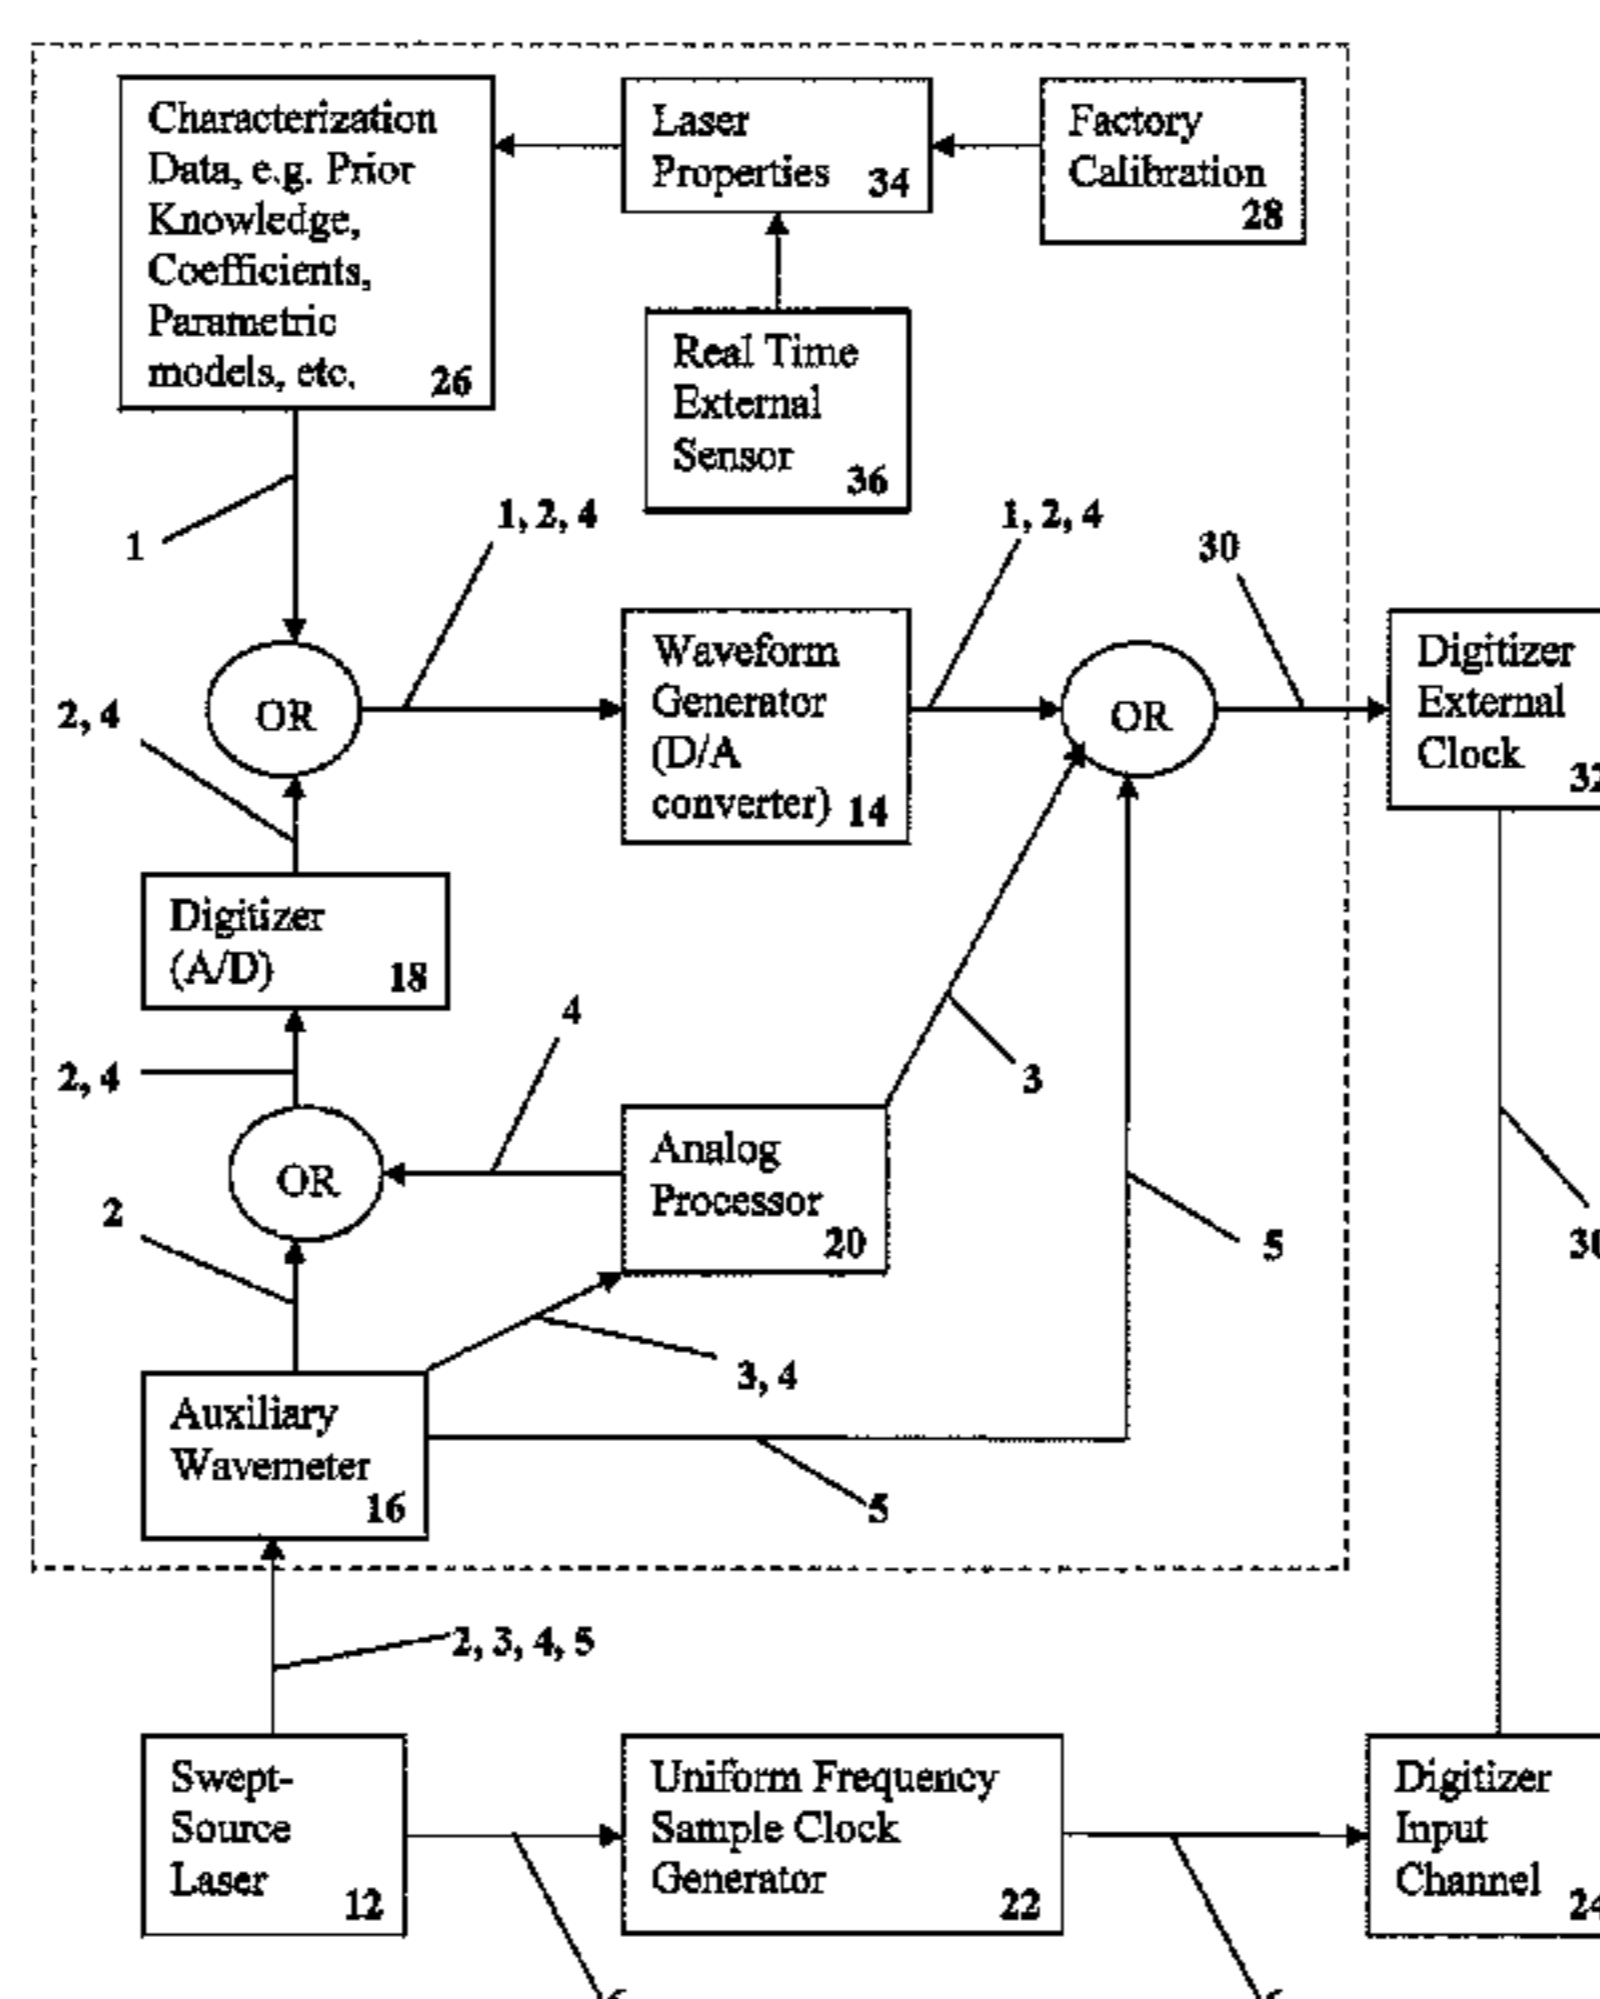 Characterization
Data, e.g. Prior
Knowledge,
Coefficients,
Parametric
models, etc.
26
Laser
Properties
34
Factory
Calibration
28
Real Time
External
Sensor
36
1
1, 2, 4
1, 2, 4
30
OR
Waveform
Generator
(D/A
converter)
14
OR
Digitizer
External
Clock
2, 4
Digitizer
(A/D)
18
4
3
2, 4
OR
Analog
Processor
20
2
5
3, 4
Auxiliary
Wavemeter
16
5
2, 3, 4, 5
Swept-
Source
Laser
12
Uniform Frequency
Sample Clock
Generator
22
Digitizer
Input
Channel